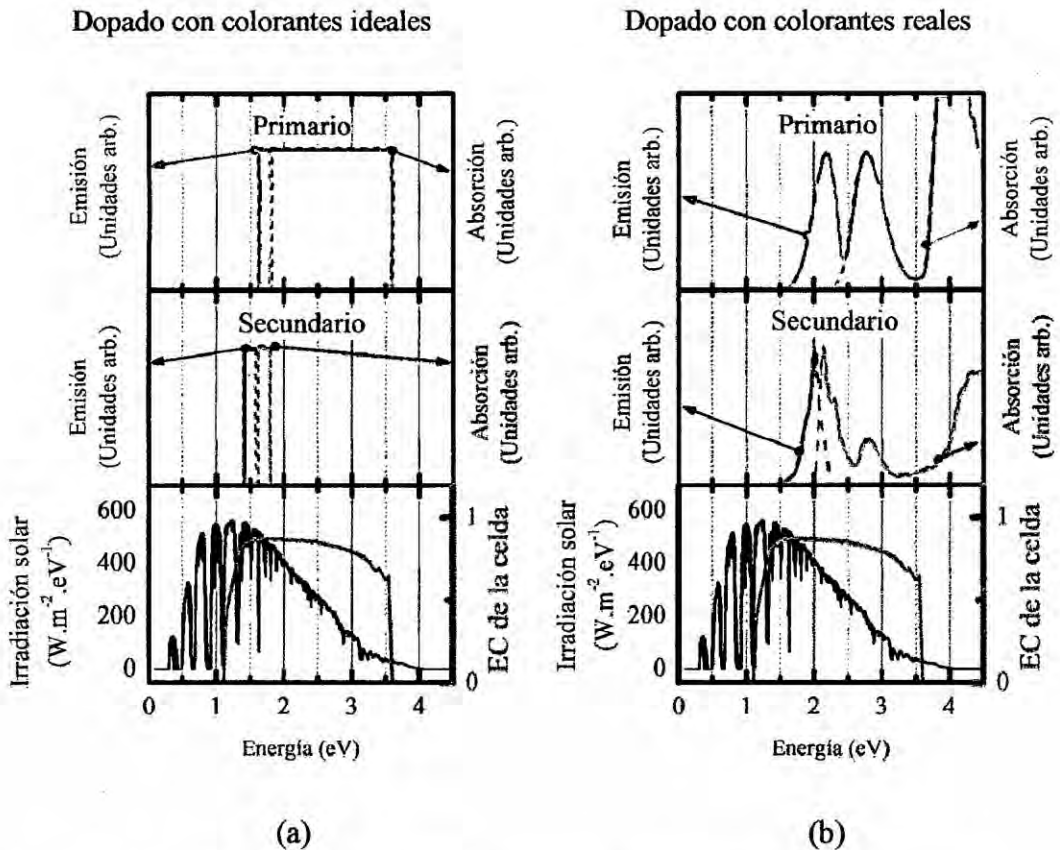 Dopado con colorantes ideales
Emisión
(Unidades arb.)
Primario
Absorción
(Unidades arb.)
Emisión
(Unidades arb.)
Secundario
Absorción
(Unidades arb.)
Irradiación solar
(W.m⁻².eV⁻¹)
600
400
200
0
1
0
EC de la celda
0 1 2 3 4
Energía (eV)
(a)
Dopado con colorantes reales
Emisión
(Unidades arb.)
Primario
Absorción
(Unidades arb.)
Emisión
(Unidades arb.)
Secundario
Absorción
(Unidades arb.)
Irradiación solar
(W.m⁻².eV⁻¹)
600
400
200
0
1
0
EC de la celda
0 1 2 3 4
Energía (eV)
(b)